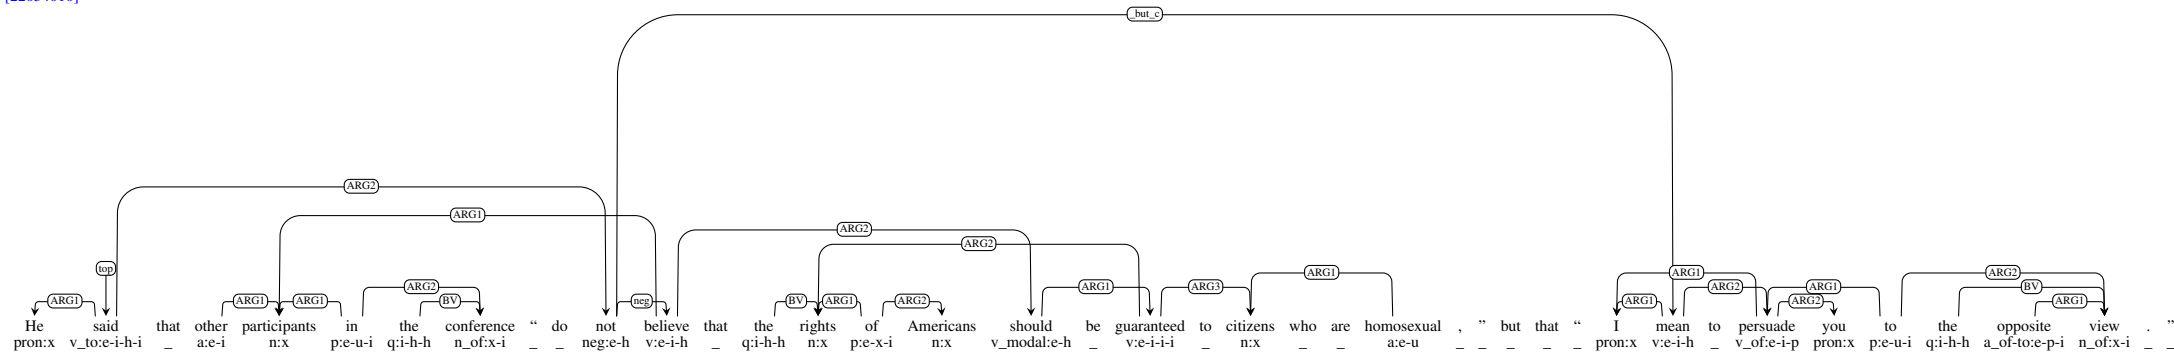 _but_c
ARG2
ARG1
ARG2
ARG2
top ARG1 ARG1 ARG2
ARG2 ARG1 ARG3 ARG2 ARG1 ARG2
ARG1 ARG1 ARG1 BV neg BV ARG1 ARG2 ARG1 ARG2 BV ARG1
He said that other participants in the conference “ do not believe that the rights of Americans should be guaranteed to citizens who are homosexual , ” but that “ I mean to persuade you to the opposite view . ”
pron:x v_to:e-i-h-i _ a:e-i n:x p:e-u-i q:i-h-h n_of:x-i _ _ neg:e-h v:e-i-h _ q:i-h-h n:x p:e-x-i n:x v_modal:e-h _ v:e-i-i-i _ n:x _ _ a:e-u _ _ _ _ _ pron:x v:e-i-h _ v_of:e-i-p pron:x p:e-u-i q:i-h-h a_of-to:e-p-i n_of:x-i _ _